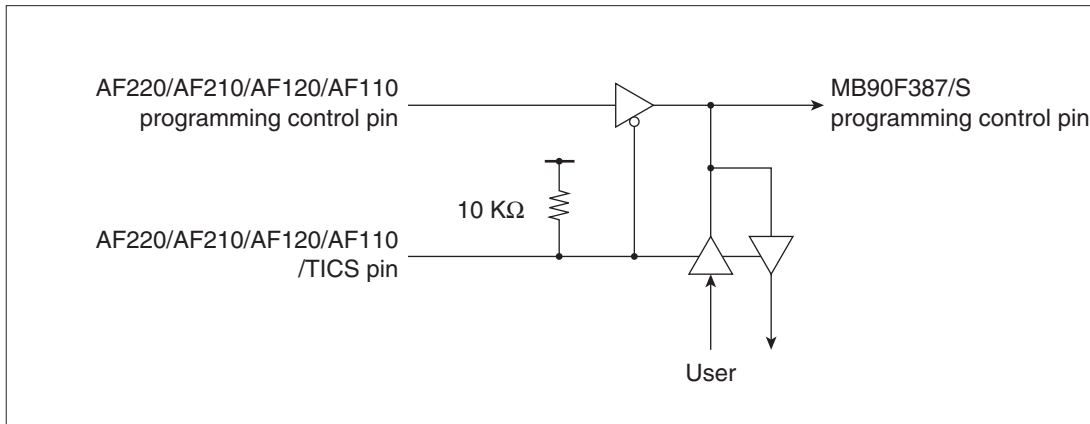 AF220/AF210/AF120/AF110
programming control pin
MB90F387/S
programming control pin
10 KΩ
AF220/AF210/AF120/AF110
/TICS pin
User